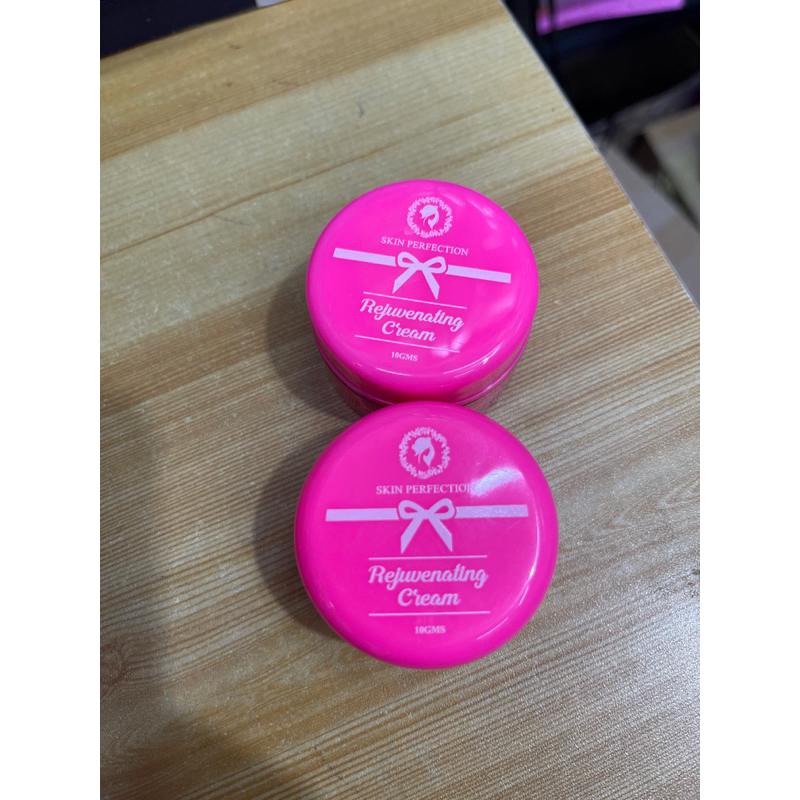 SKIN PERFECTION
Rejuvenating
Cream
10GMS
SKIN PERFECTION
Rejuvenating
Cream
10GMS